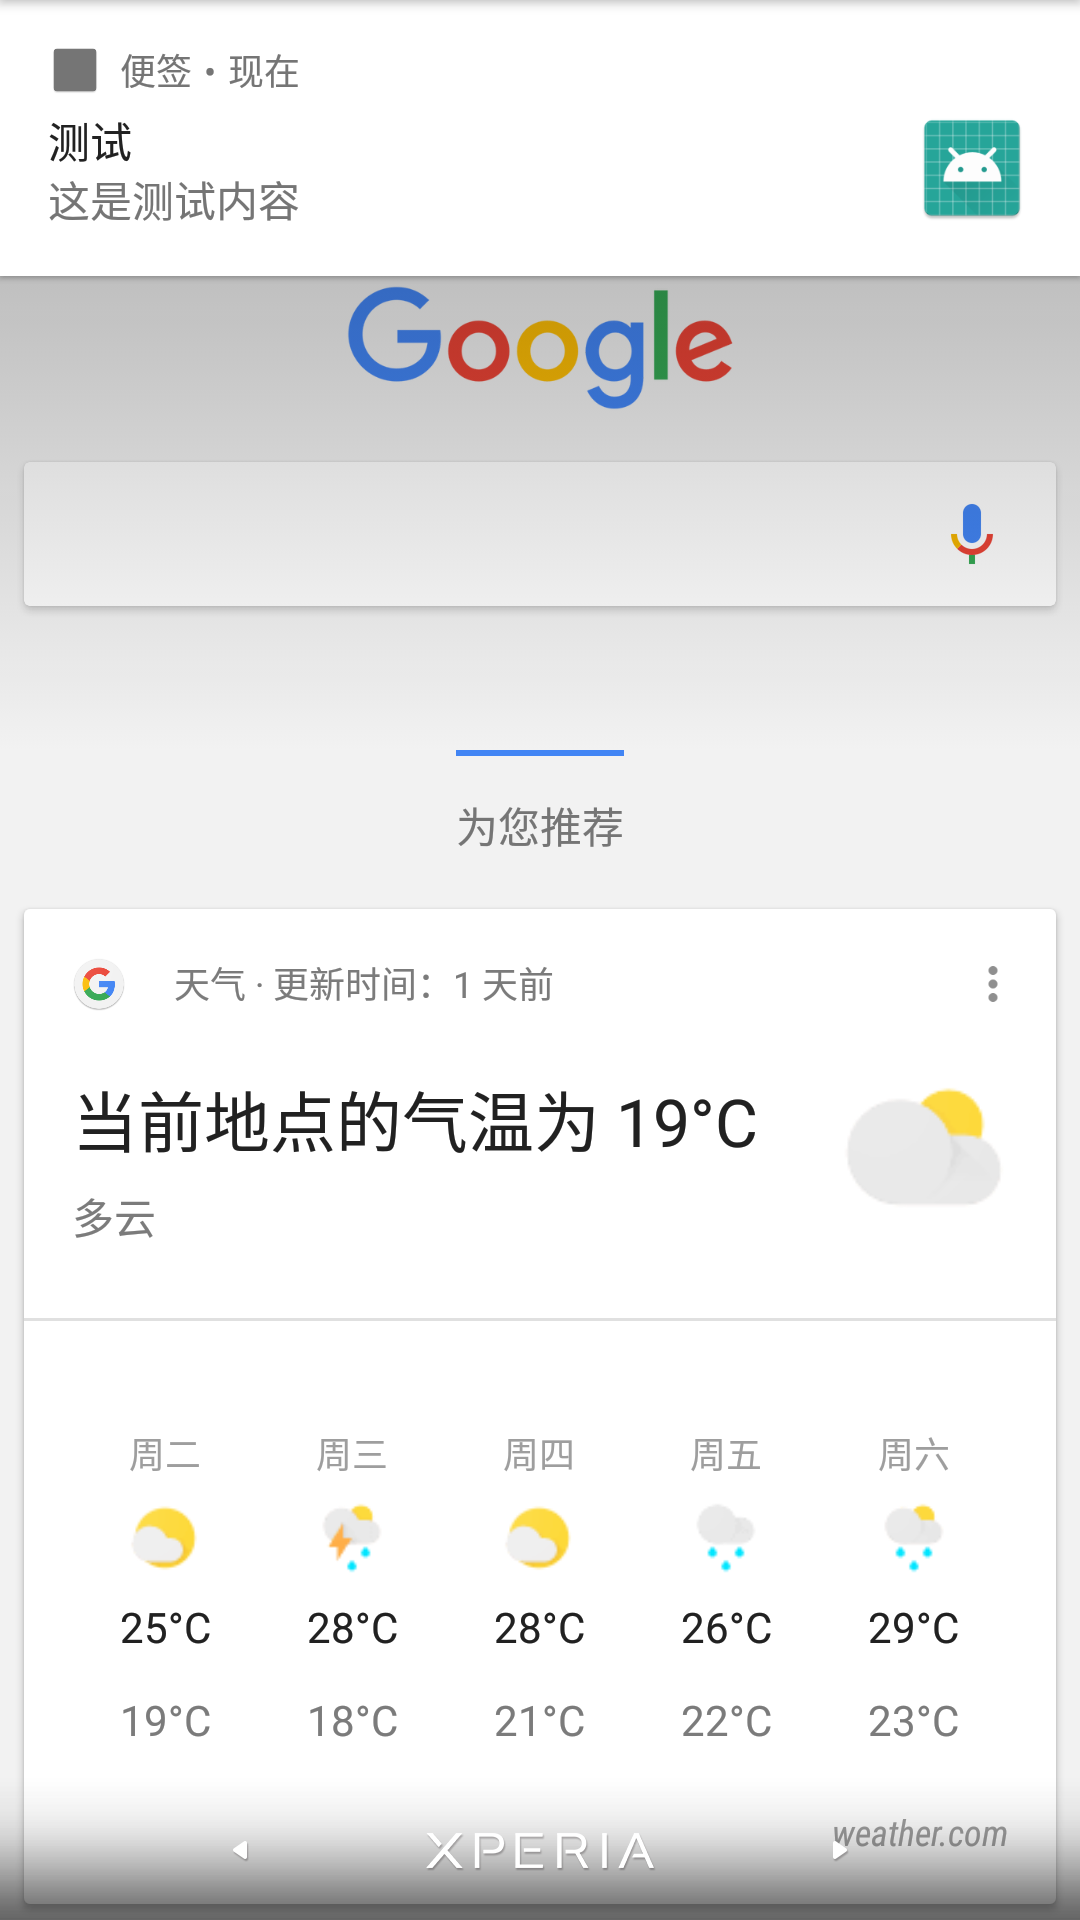 便签 • 现在
测试
这是测试内容
Google
为您推荐
天气 · 更新时间：1 天前
当前地点的气温为 19°C
多云
周二 周三 周四 周五 周六
25°C 28°C 28°C 26°C 29°C
19°C 18°C 21°C 22°C 23°C
weather.com
XPERIA